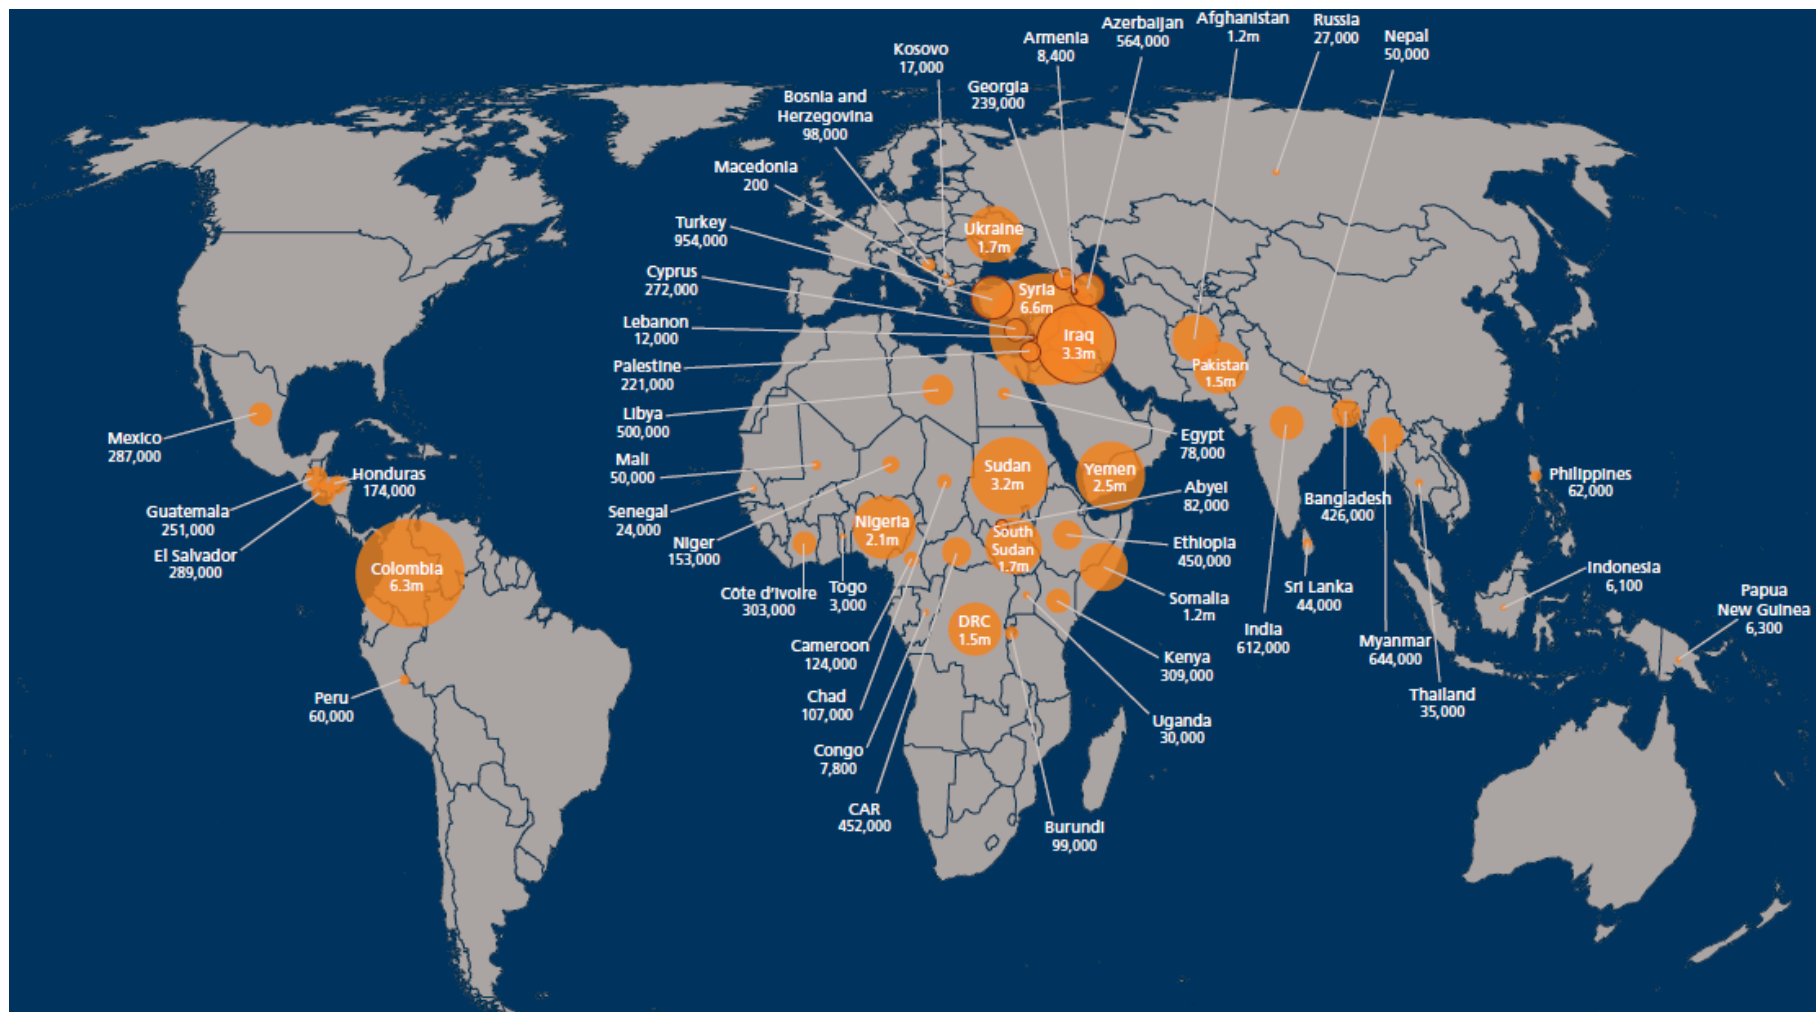 Azerbaijan
564,000
Afghanistan
1.2m
Russia
27,000
Nepal
50,000
Armenia
8,400
Kosovo
17,000
Georgia
239,000
Bosnia and
Herzegovina
98,000
Macedonia
200
Turkey
954,000
Ukraine
1.7m
Cyprus
272,000
Syria
6.6m
Lebanon
12,000
Iraq
3.3m
Palestine
221,000
Pakistan
1.5m
Libya
500,000
Mexico
287,000
Egypt
78,000
Mali
50,000
Sudan
3.2m
Yemen
2.5m
Honduras
174,000
Philippines
62,000
Guatemala
251,000
Senegal
24,000
Abyei
82,000
Bangladesh
426,000
Nigeria
2.1m
South
Sudan
1.7m
Niger
153,000
Ethiopia
450,000
El Salvador
289,000
Colombia
6.3m
Côte d'Ivoire
303,000
Togo
3,000
Somalia
1.2m
Sri Lanka
44,000
Indonesia
6,100
Papua
New Guinea
6,300
DRC
1.5m
India
612,000
Myanmar
644,000
Cameroon
124,000
Kenya
309,000
Peru
60,000
Chad
107,000
Thailand
35,000
Uganda
30,000
Congo
7,800
CAR
452,000
Burundi
99,000